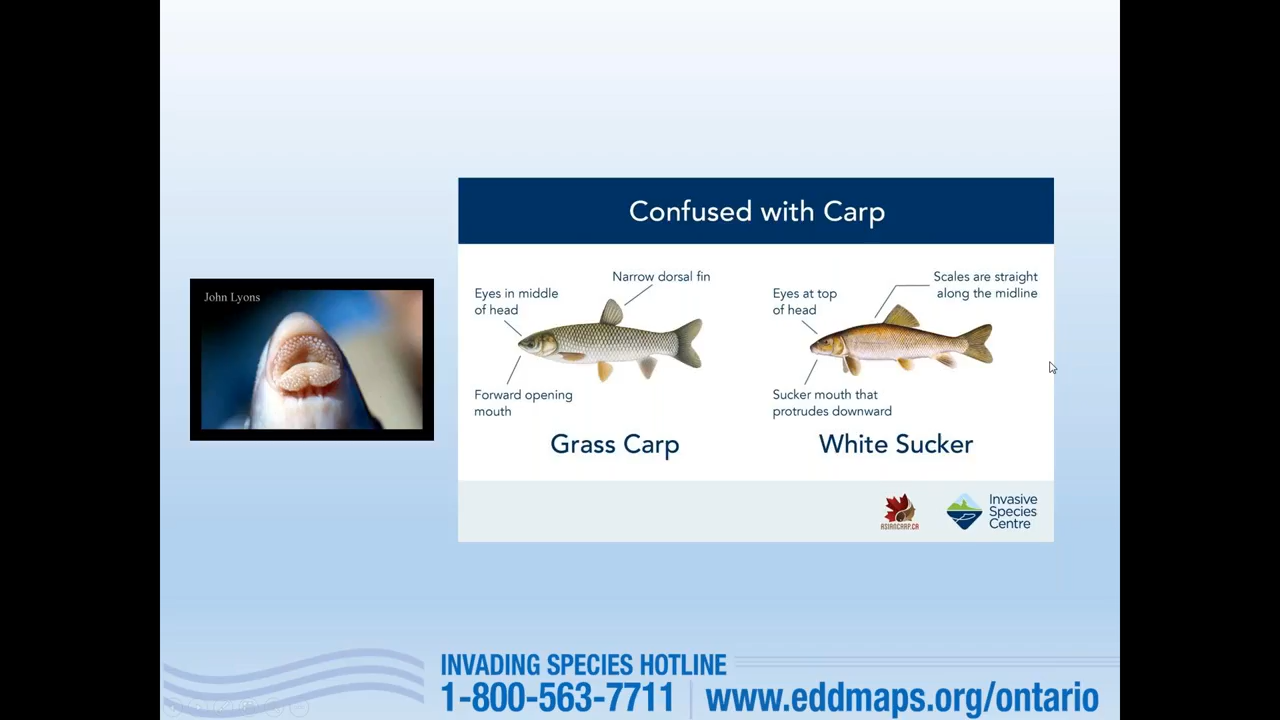 John Lyons
Confused with Carp
Eyes in middle
of head
Narrow dorsal fin
Forward opening
mouth
Grass Carp
Eyes at top
of head
Scales are straight
along the midline
Sucker mouth that
protrudes downward
White Sucker
ASIANCARP.CA
Invasive
Species
Centre
INVADING SPECIES HOTLINE
1-800-563-7711
www.eddmaps.org/ontario